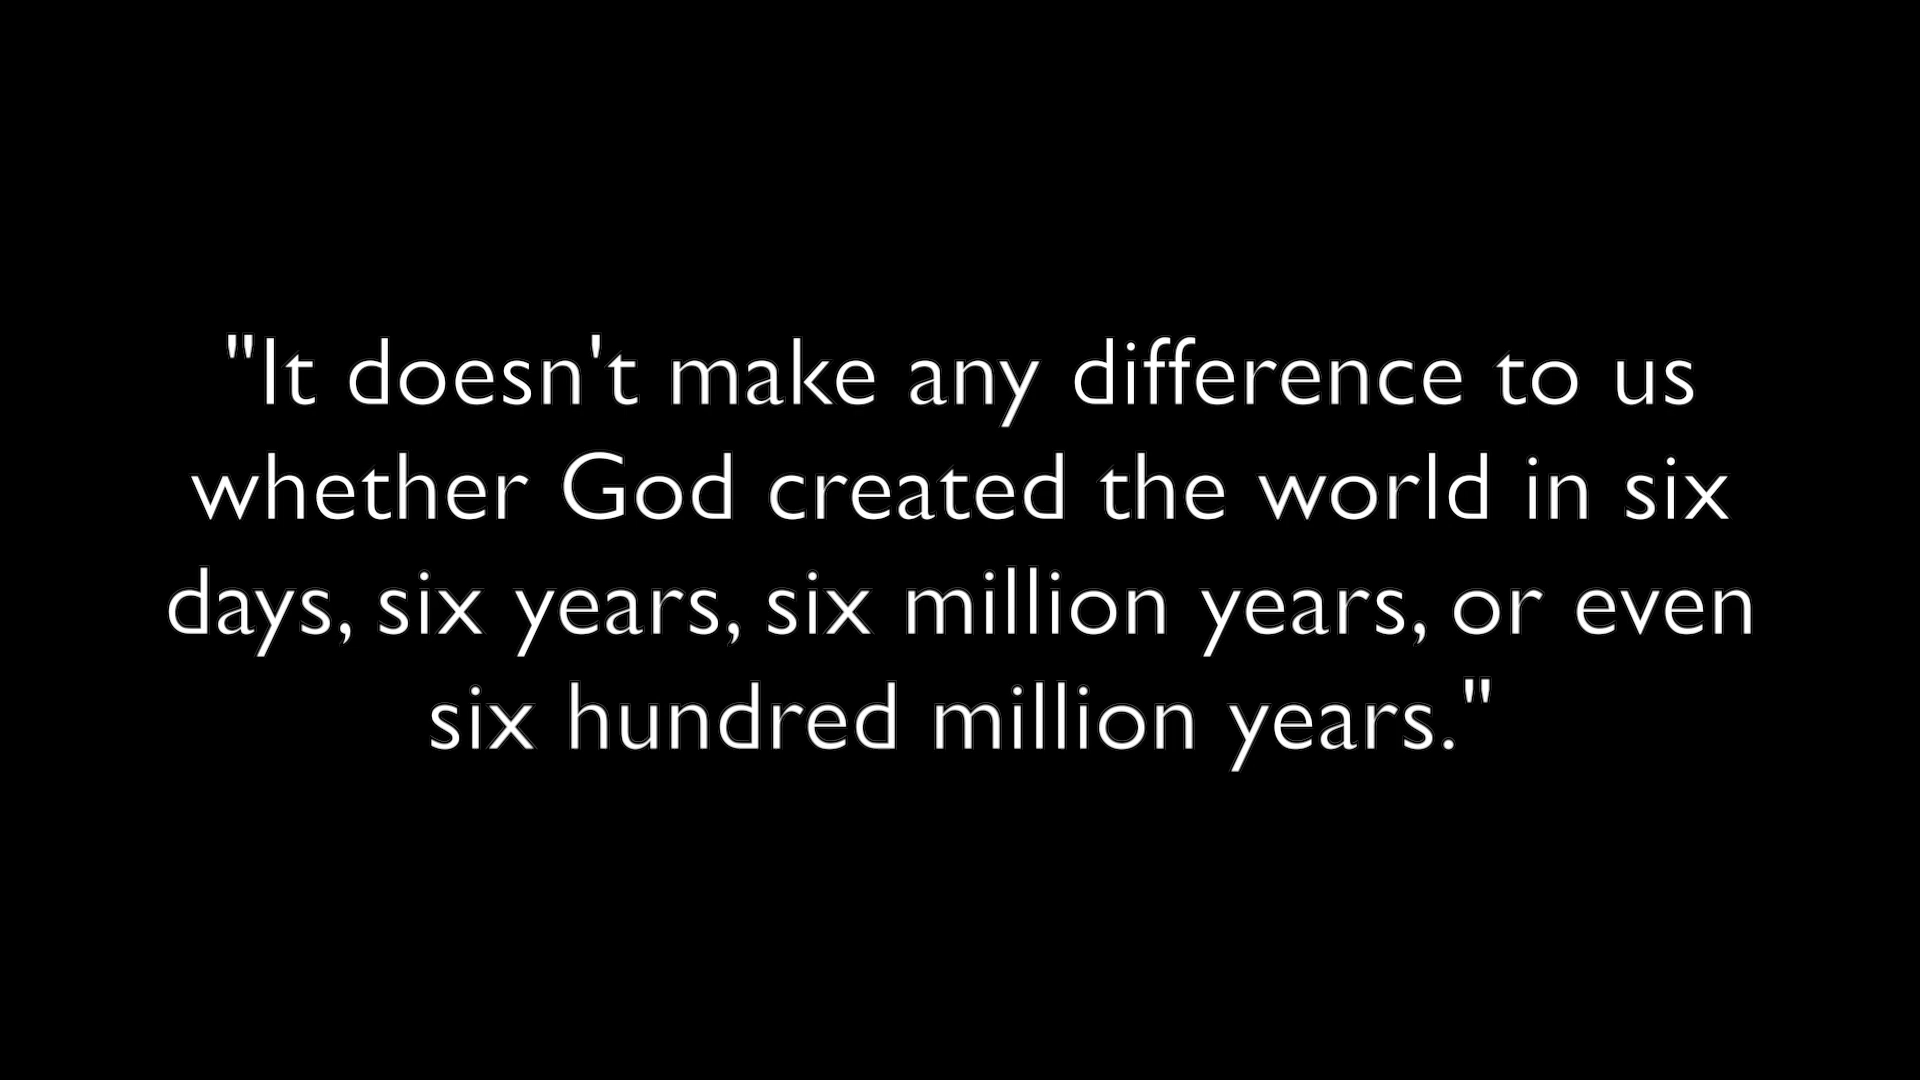 "It doesn't make any difference to us
whether God created the world in six
days, six years, six million years, or even
six hundred million years."